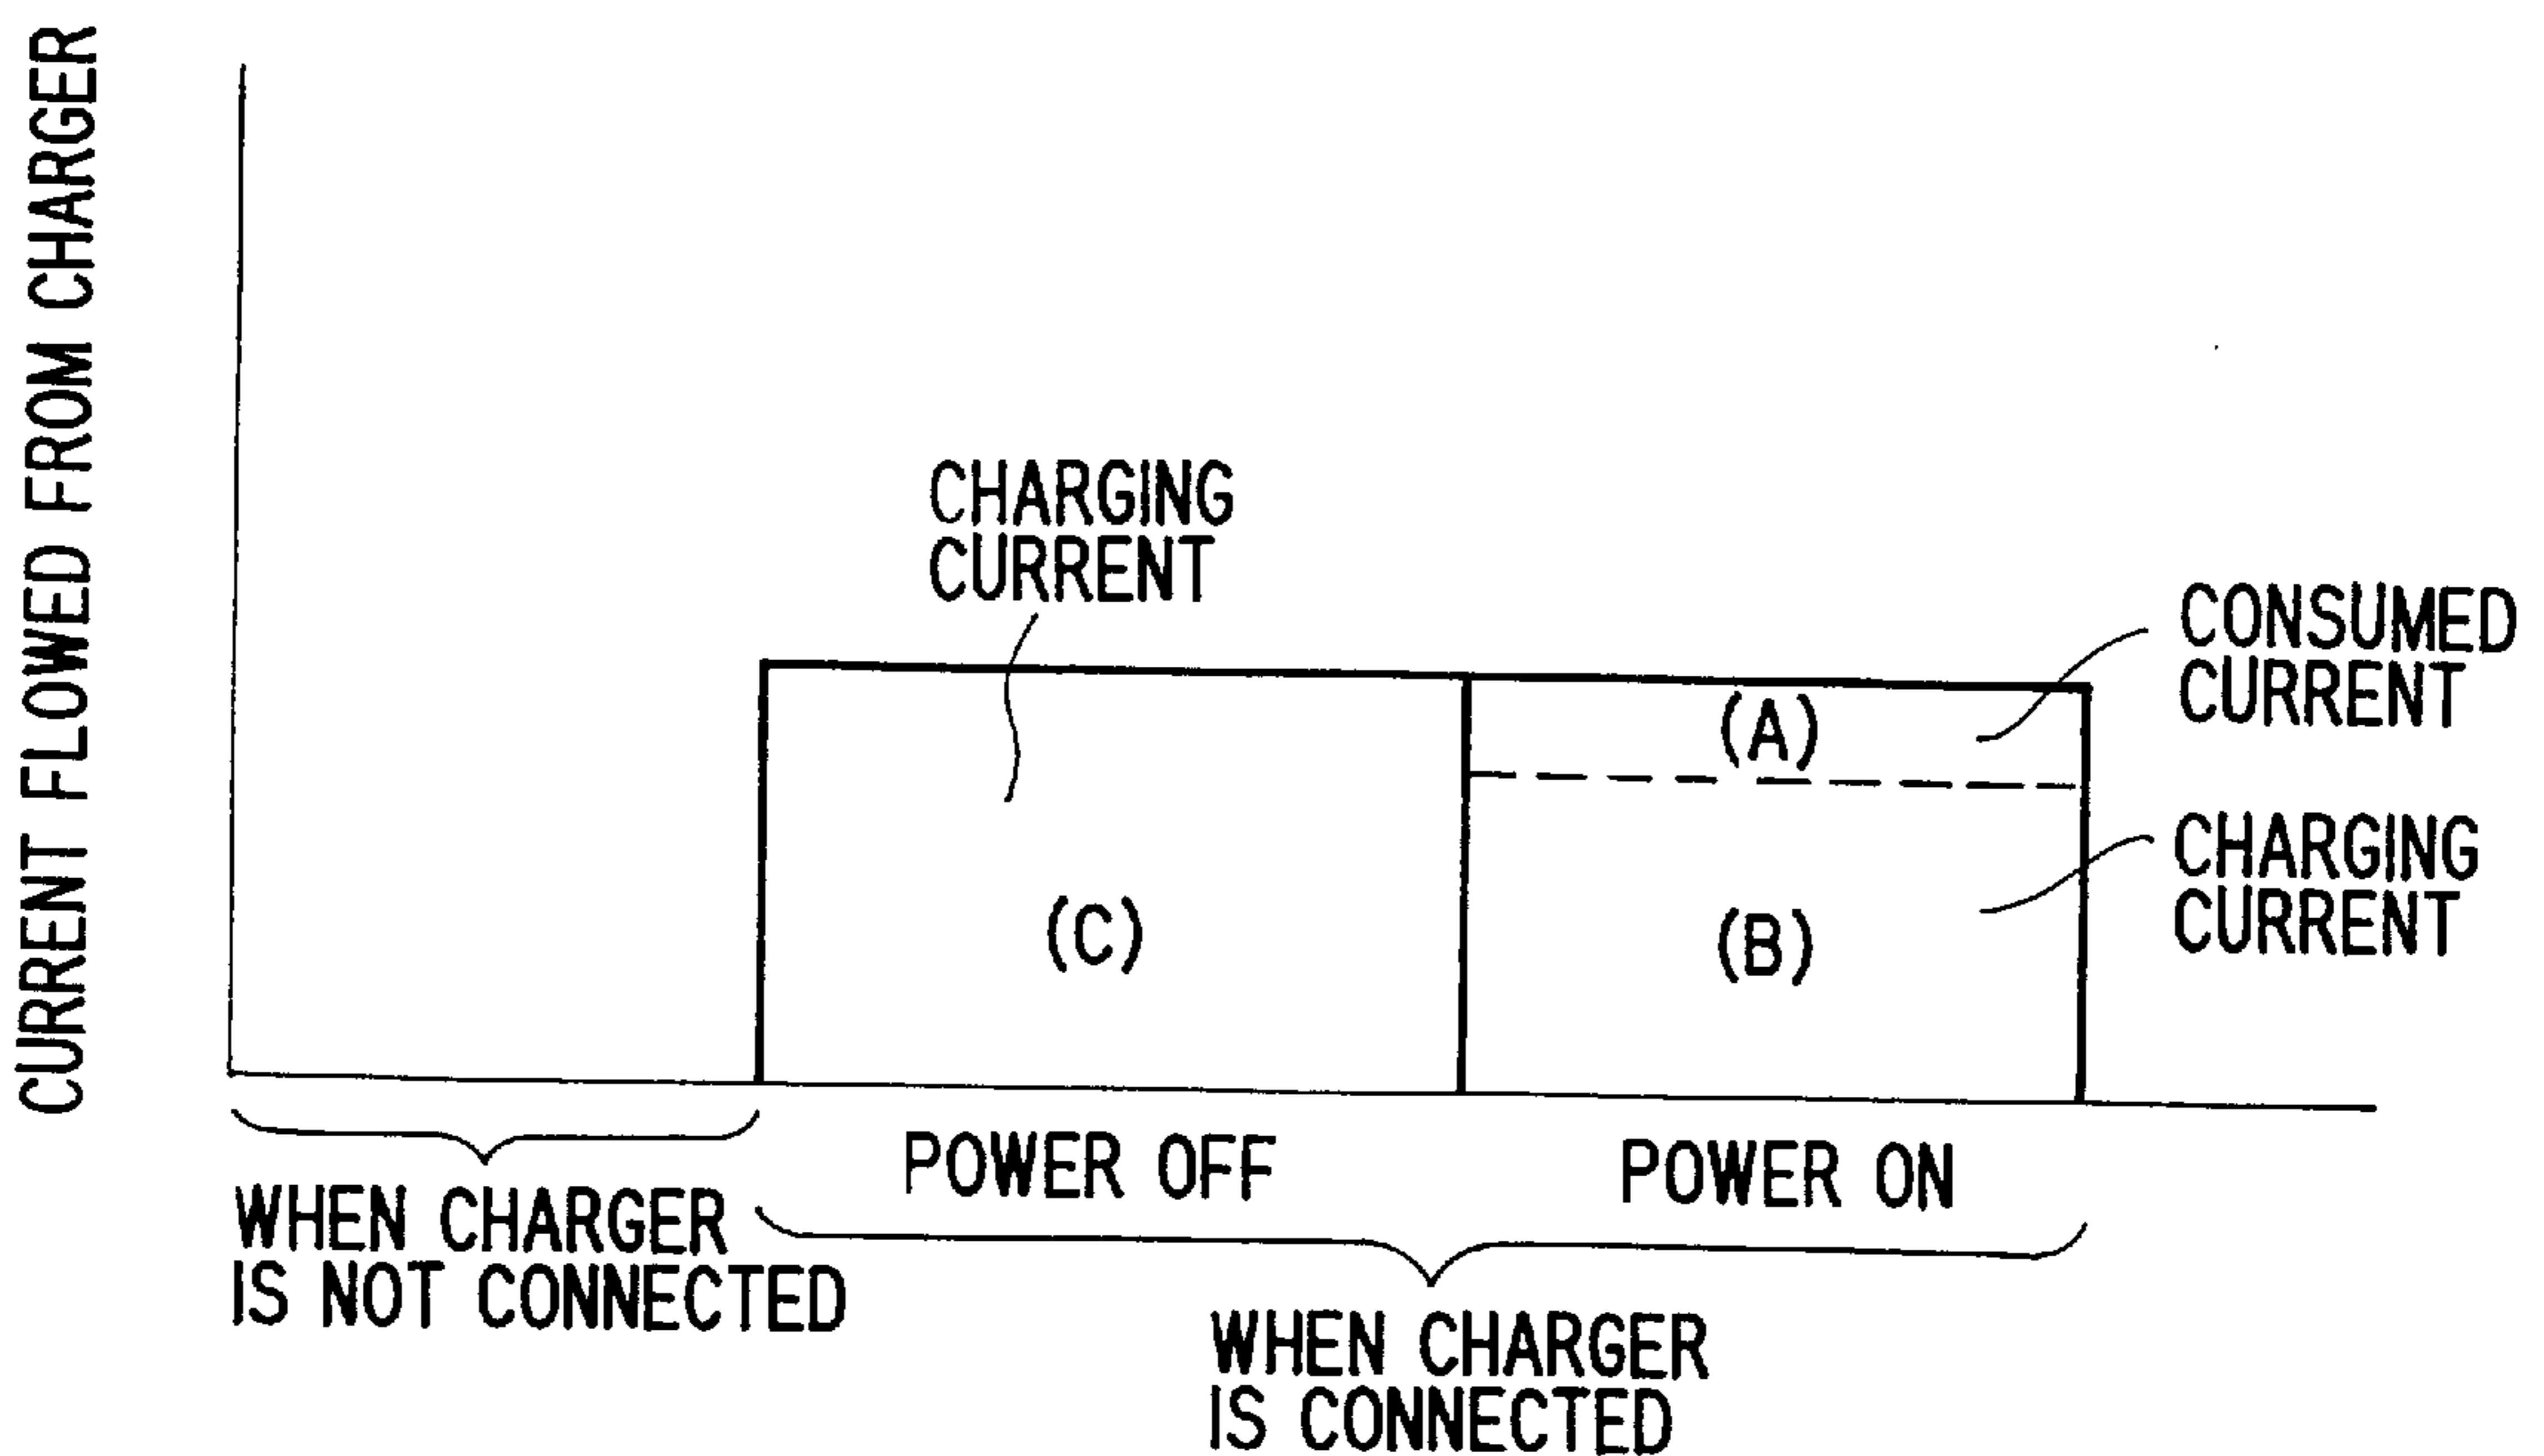 CURRENT FLOWED FROM CHARGER
CHARGING
CURRENT
CONSUMED
CURRENT
(A)
CHARGING
CURRENT
(C)
(B)
POWER OFF
POWER ON
WHEN CHARGER
IS NOT CONNECTED
WHEN CHARGER
IS CONNECTED